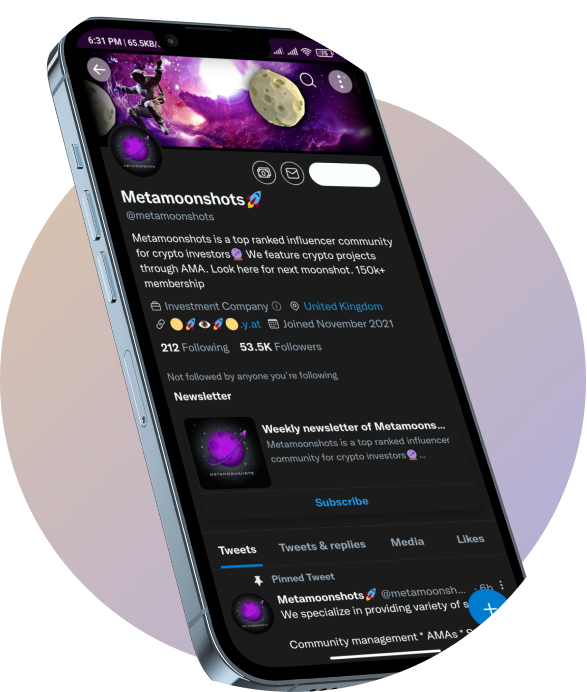 6:31 PM | 65.5KB/.
METAMOONSHOTS
Metamoonshots🚀
@metamoonshots
Metamoonshots is a top ranked influencer community
for crypto investors🔮 We feature crypto projects
through AMA. Look here for next moonshot. 150k+
membership
Investment Company ⓘ United Kingdom
🌕🚀👁🚀🌕.y.at Joined November 2021
212 Following 53.5K Followers
Not followed by anyone you're following
Newsletter
Weekly newsletter of Metamoons...
Metamoonshots is a top ranked influencer
community for crypto investors🔮...
METAMOONSHOTS
Subscribe
Tweets Tweets & replies Media Likes
Pinned Tweet
Metamoonshots🚀 @metamoonsh... · 6h
We specialize in providing variety of s
Community management * AMAs * S